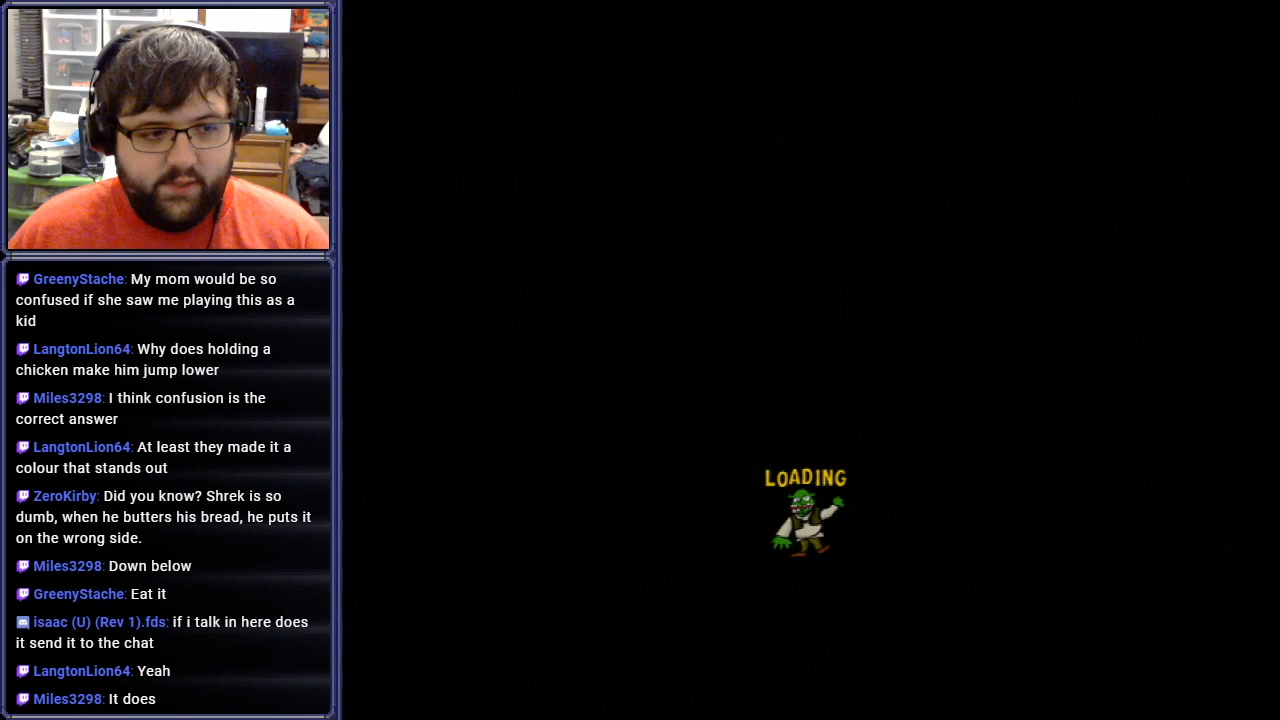 GreenyStache: My mom would be so
confused if she saw me playing this as a
kid
LangtonLion64: Why does holding a
chicken make him jump lower
Miles3298: I think confusion is the
correct answer
LangtonLion64: At least they made it a
colour that stands out
ZeroKirby: Did you know? Shrek is so
dumb, when he butters his bread, he puts it
on the wrong side.
Miles3298: Down below
GreenyStache: Eat it
isaac (U) (Rev 1).fds: if i talk in here does
it send it to the chat
LangtonLion64: Yeah
Miles3298: It does
LOADING